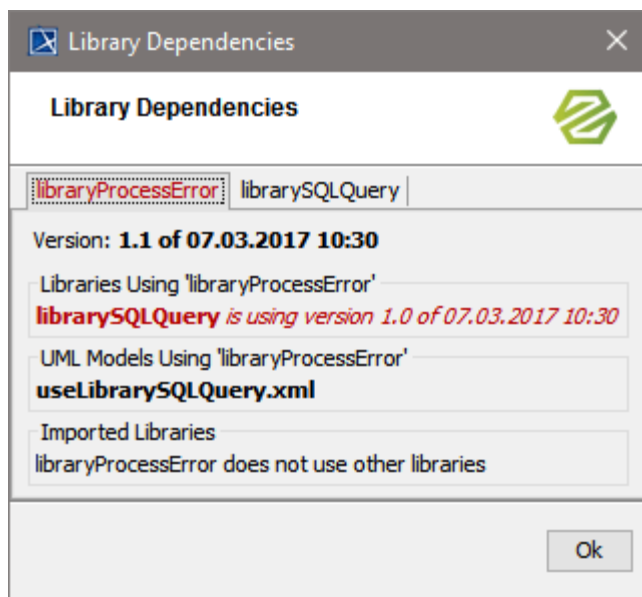 Library Dependencies
Library Dependencies
libraryProcessError librarySQLQuery
Version: 1.1 of 07.03.2017 10:30
Libraries Using 'libraryProcessError'
librarySQLQuery is using version 1.0 of 07.03.2017 10:30
UML Models Using 'libraryProcessError'
useLibrarySQLQuery.xml
Imported Libraries
libraryProcessError does not use other libraries
Ok